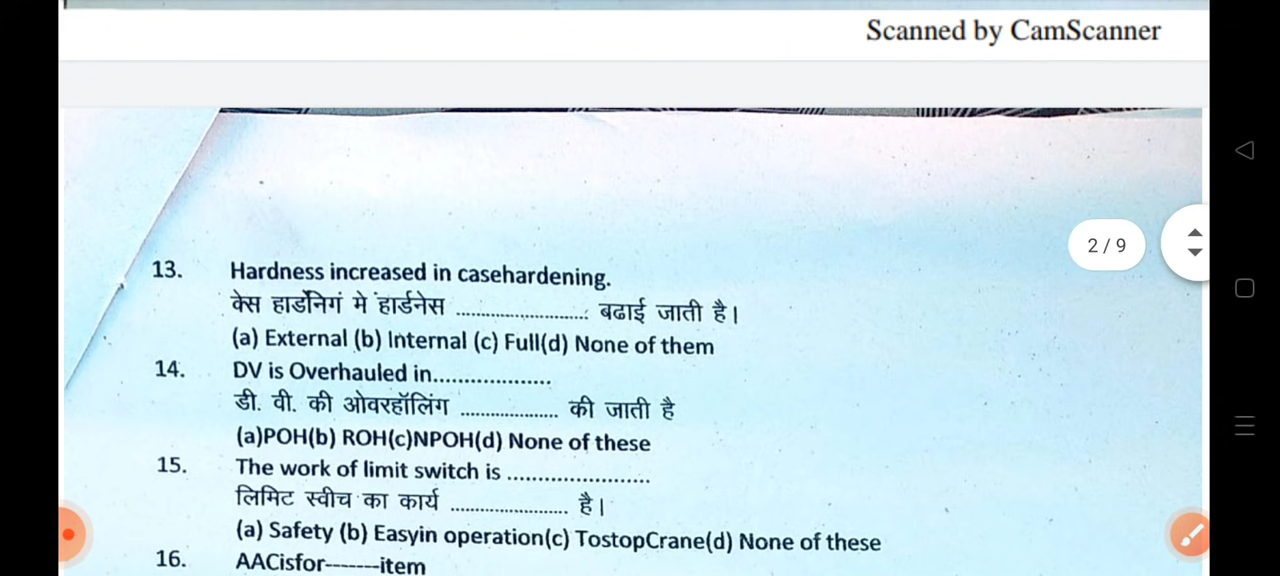 Scanned by CamScanner
2 / 9
13. Hardness increased in casehardening.
केस हार्डनिगं मे हार्डनेस ........................... बढाई जाती है।
(a) External (b) Internal (c) Full(d) None of them
14. DV is Overhauled in...................
डी. वी. की ओवरहॉलिंग .................... की जाती है
(a)POH(b) ROH(c)NPOH(d) None of these
15. The work of limit switch is .......................
लिमिट स्वीच का कार्य ........................ है।
(a) Safety (b) Easyin operation(c) TostopCrane(d) None of these
16. AACisfor-------item